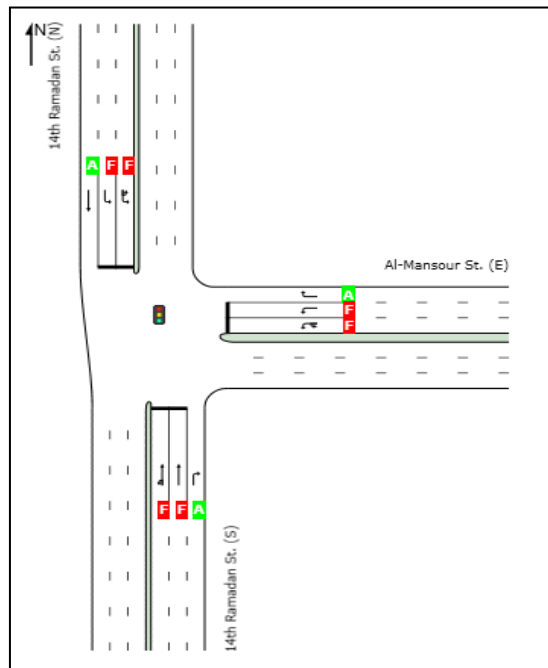 N
14th Ramadan St. (N)
A F F
Al-Mansour St. (E)
A
F
F
F F A
14th Ramadan St. (S)